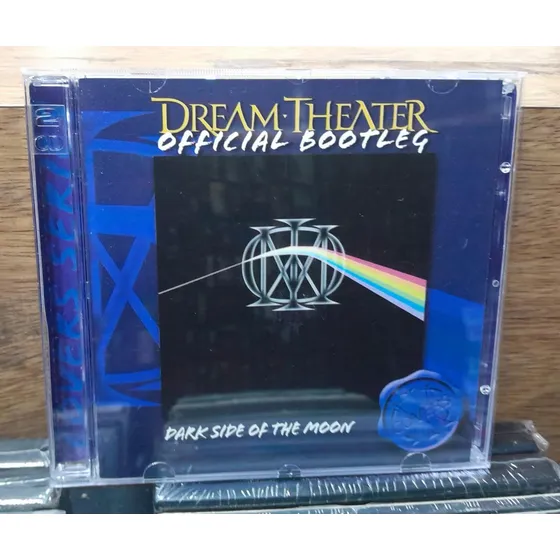 DREAM THEATER
OFFICIAL BOOTLEG
DARK SIDE OF THE MOON